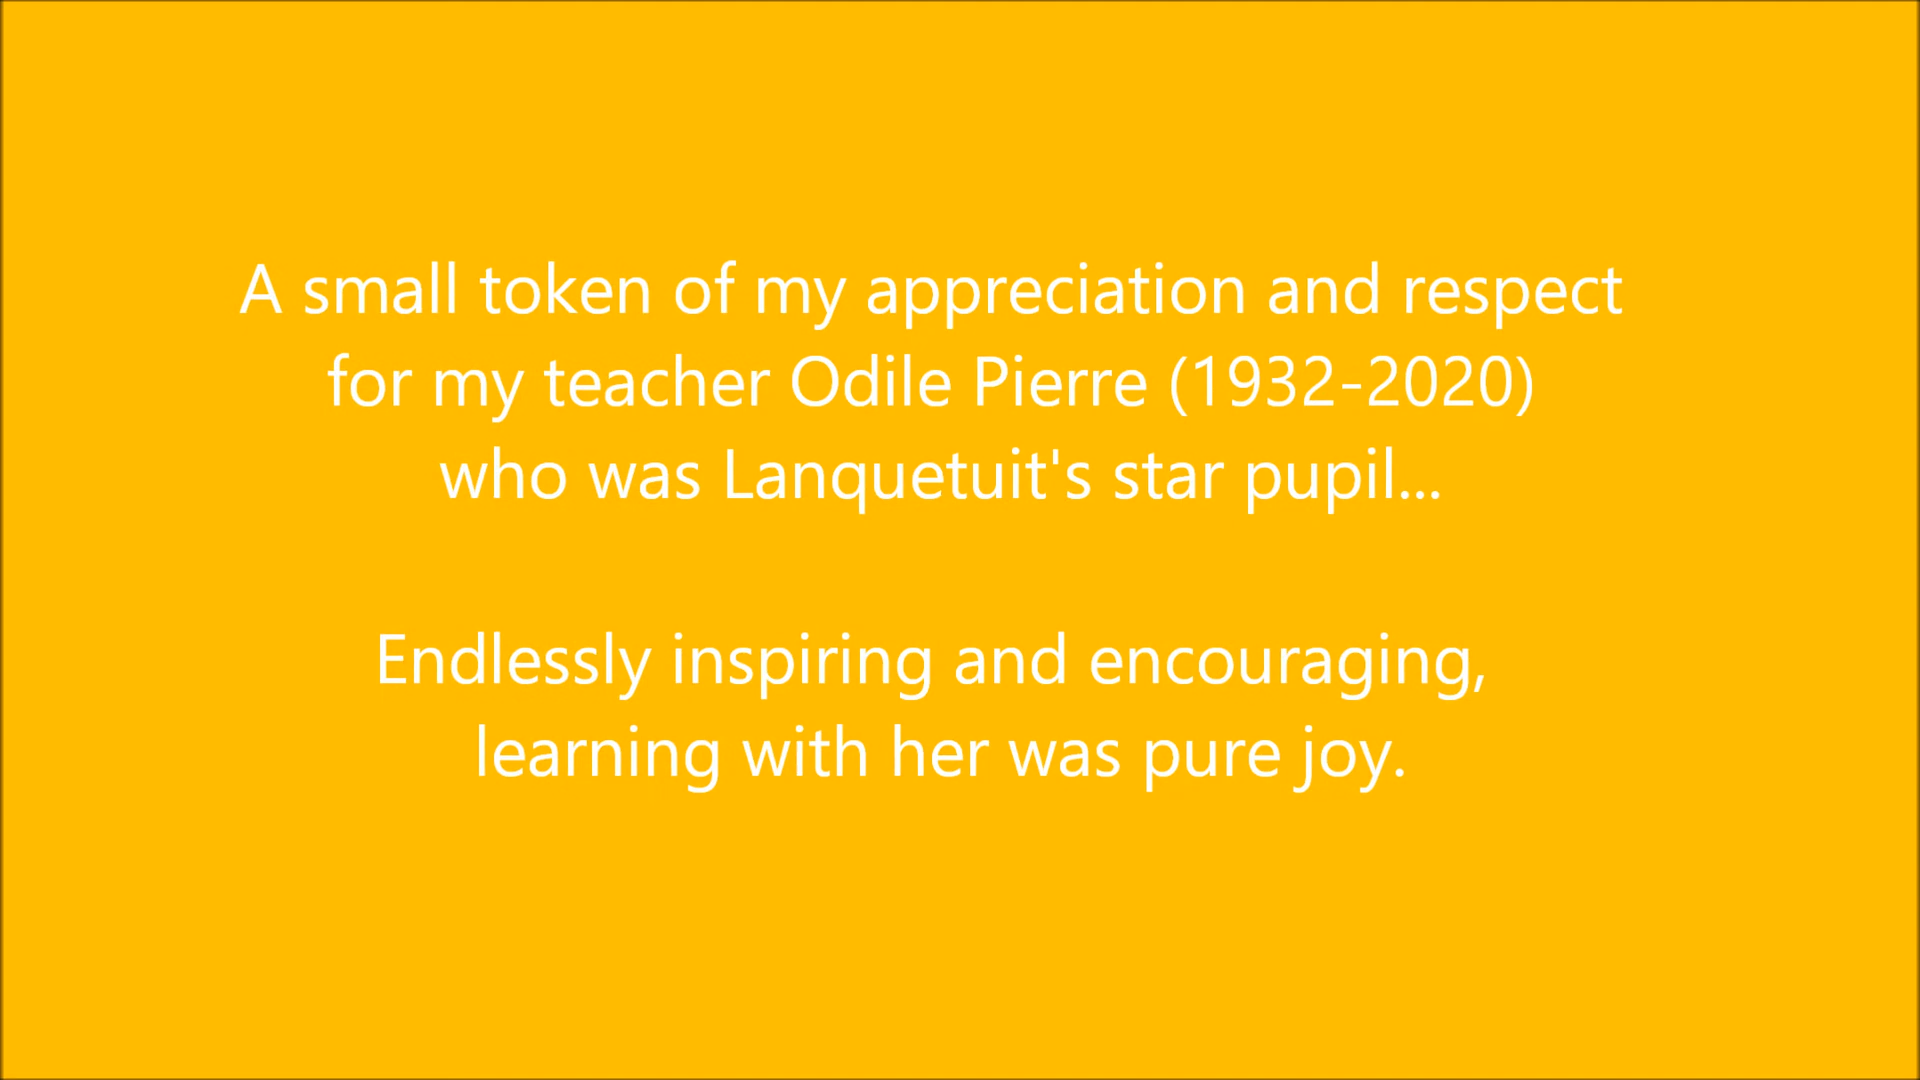 A small token of my appreciation and respect
for my teacher Odile Pierre (1932-2020)
who was Lanquetuit's star pupil...
Endlessly inspiring and encouraging,
learning with her was pure joy.